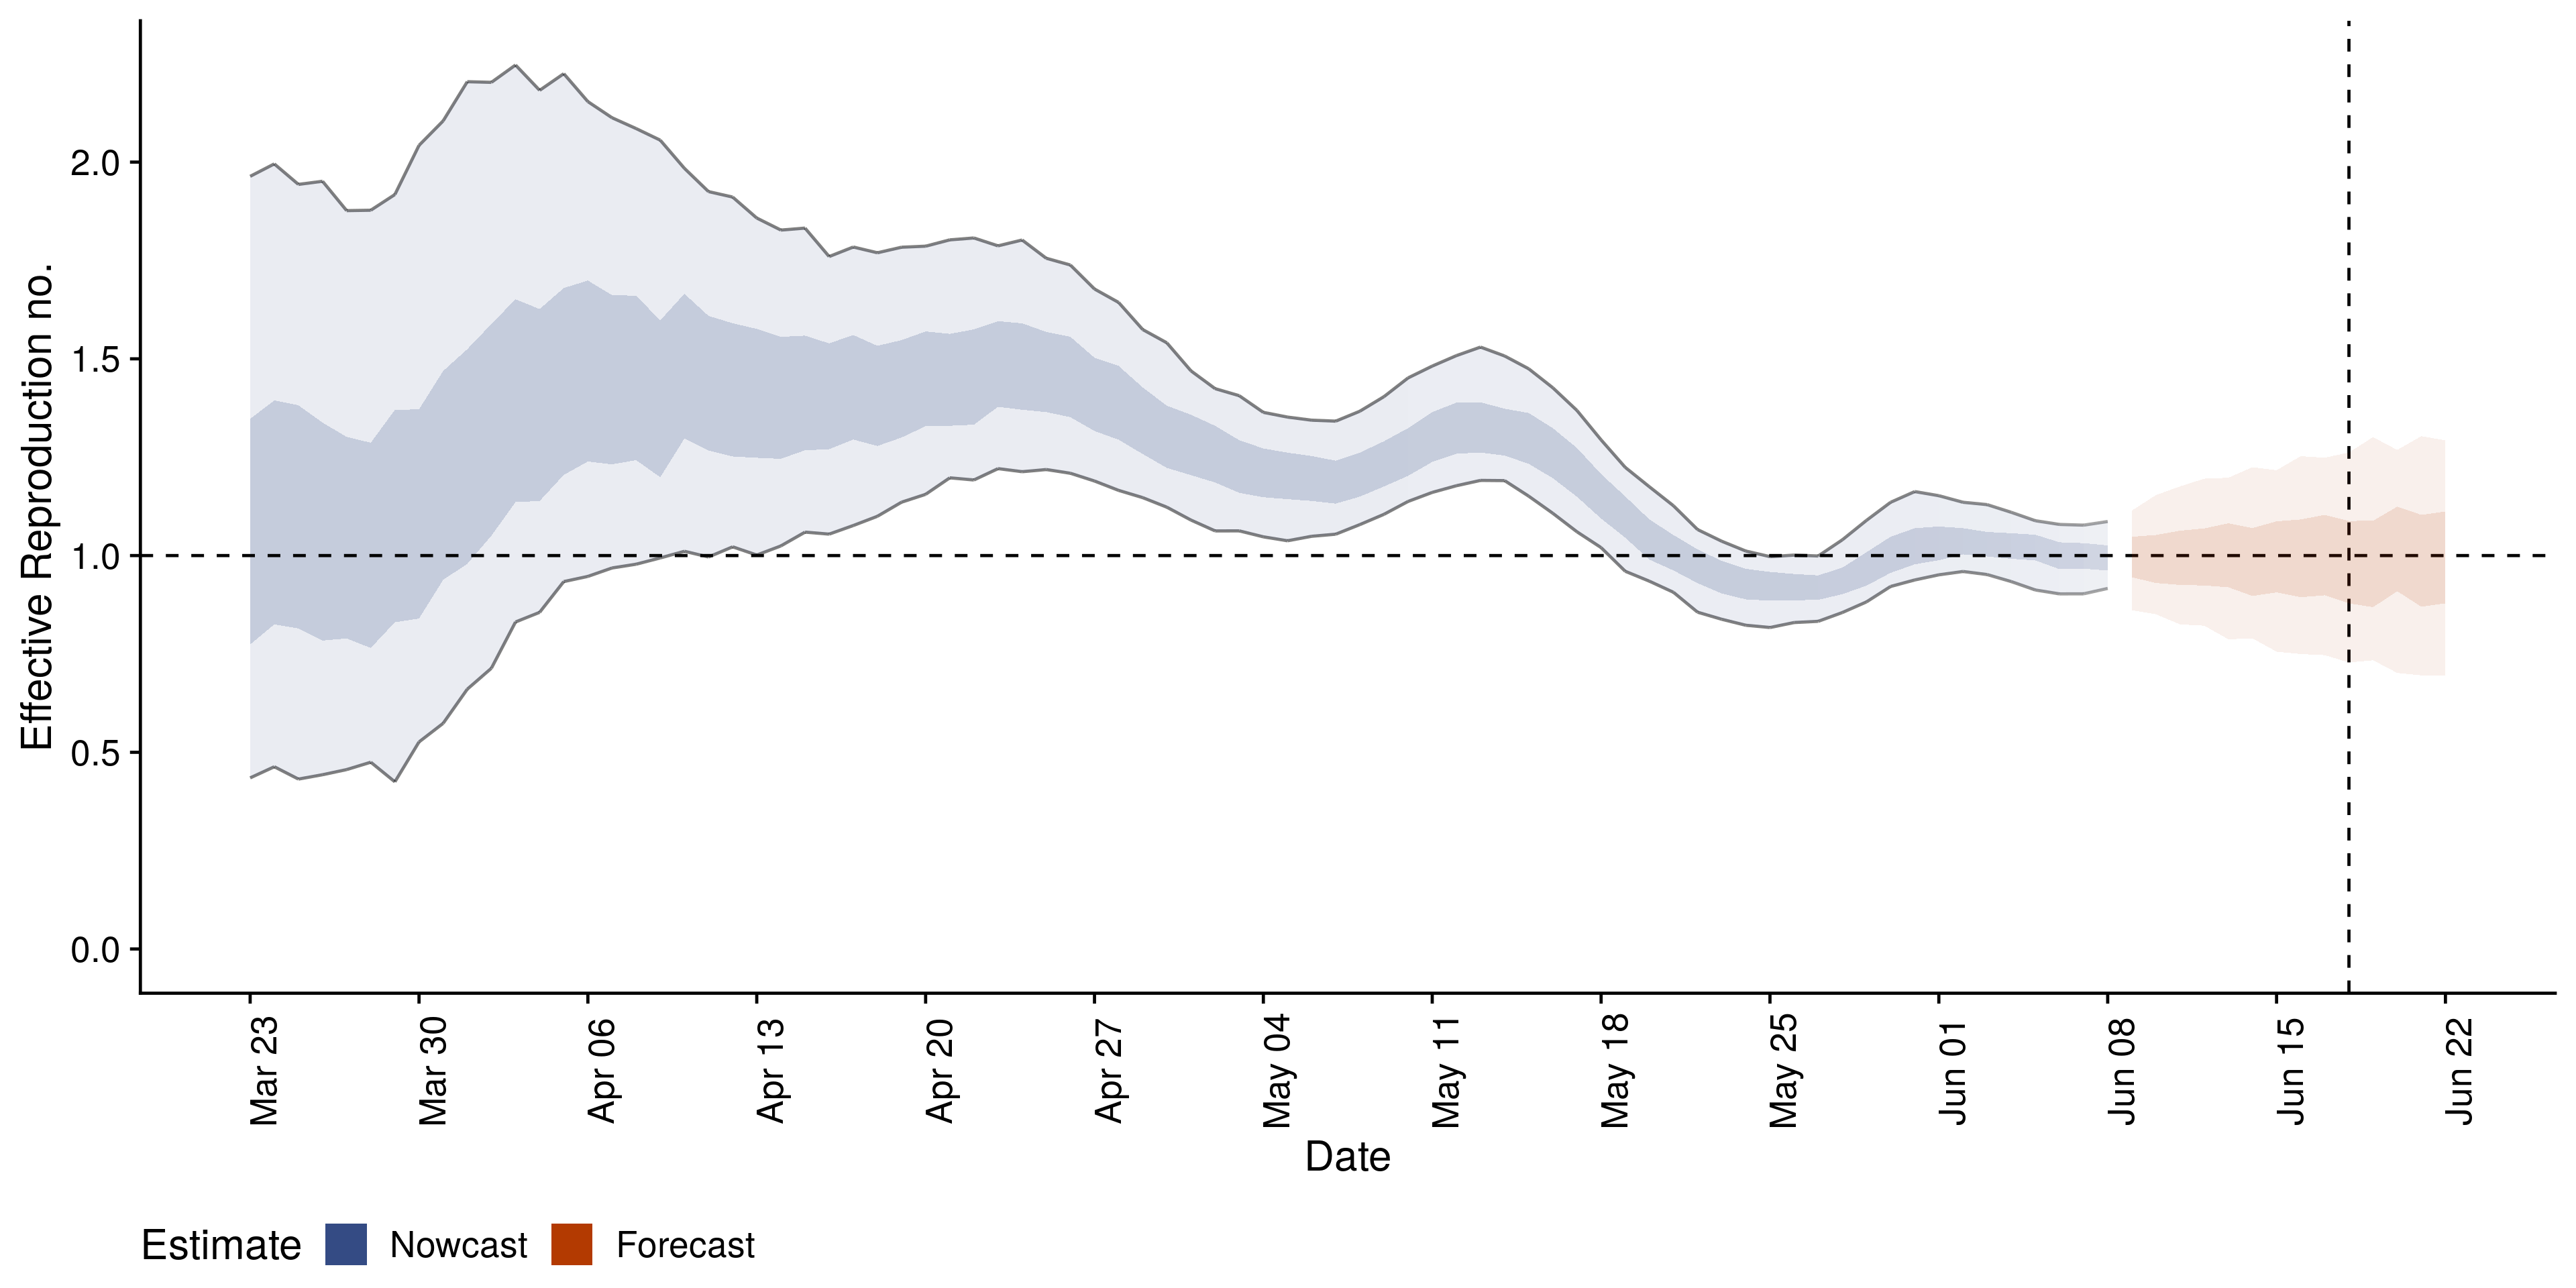 Effective Reproduction no.
2.0
1.5
1.0
0.5
0.0
Mar 23
Mar 30
Apr 06
Apr 13
Apr 20
Apr 27
May 04
May 11
May 18
May 25
Jun 01
Jun 08
Jun 15
Jun 22
Date
Estimate Nowcast Forecast